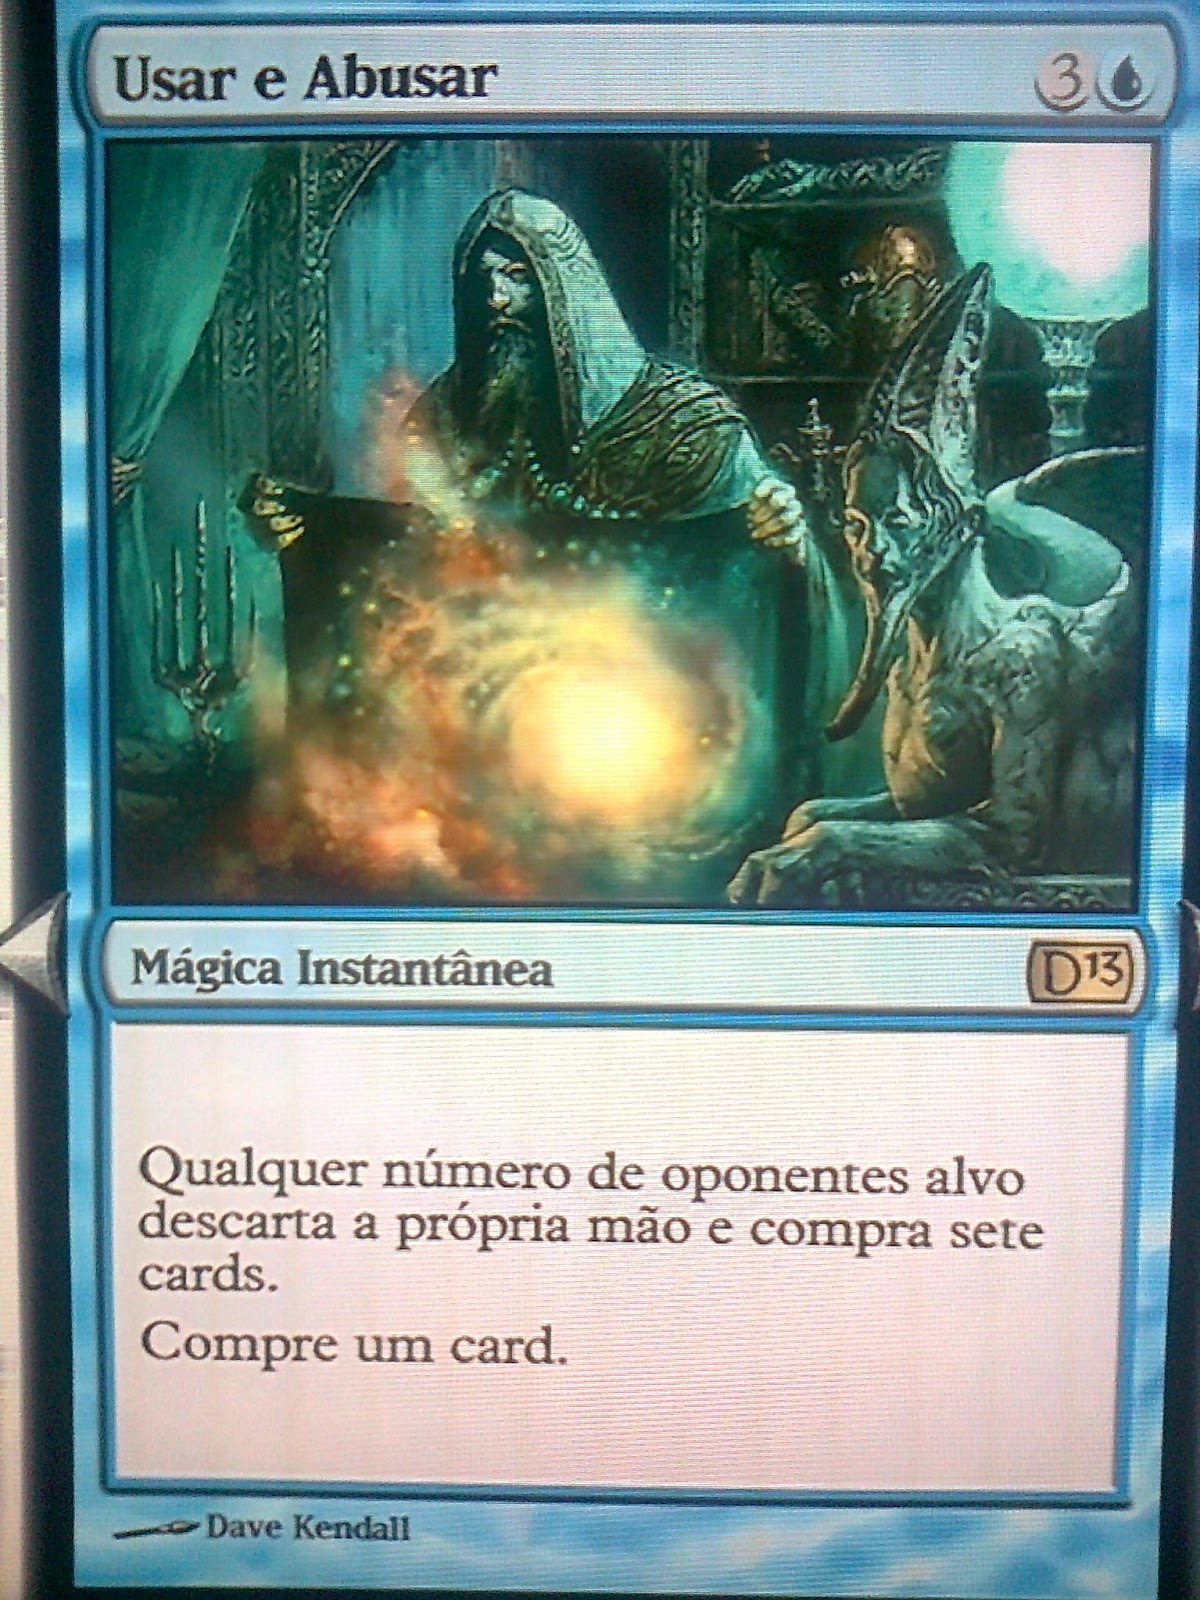 Usar e Abusar 3
Mágica Instantânea D13
Qualquer número de oponentes alvo
descarta a própria mão e compra sete
cards.
Compre um card.
Dave Kendall